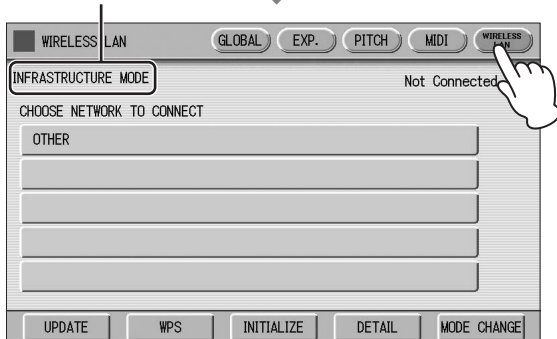 WIRELESS LAN GLOBAL EXP. PITCH MIDI WIRELESS LAN
INFRASTRUCTURE MODE Not Connected
CHOOSE NETWORK TO CONNECT
OTHER
UPDATE WPS INITIALIZE DETAIL MODE CHANGE